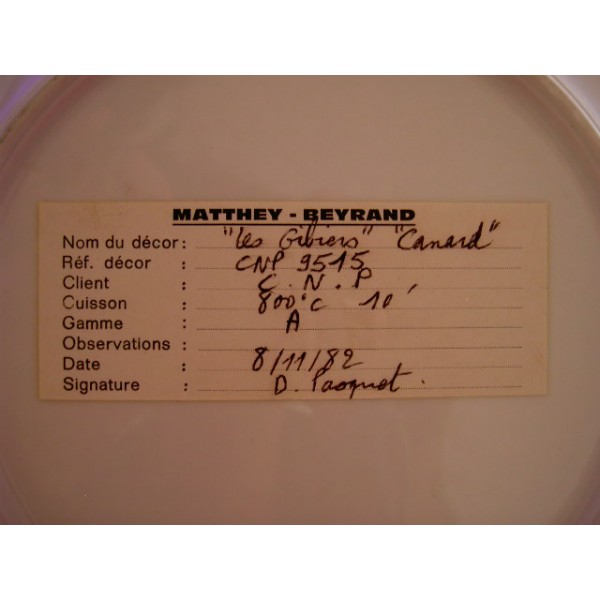 MATTHEY - BEYRAND
Nom du décor: "Les Gibiers" "Canard"
Réf. décor : CNP 9515
Client : C. N. P
Cuisson : 800°C 10'
Gamme : A
Observations :
Date : 8/11/82
Signature : D. Pasquet.